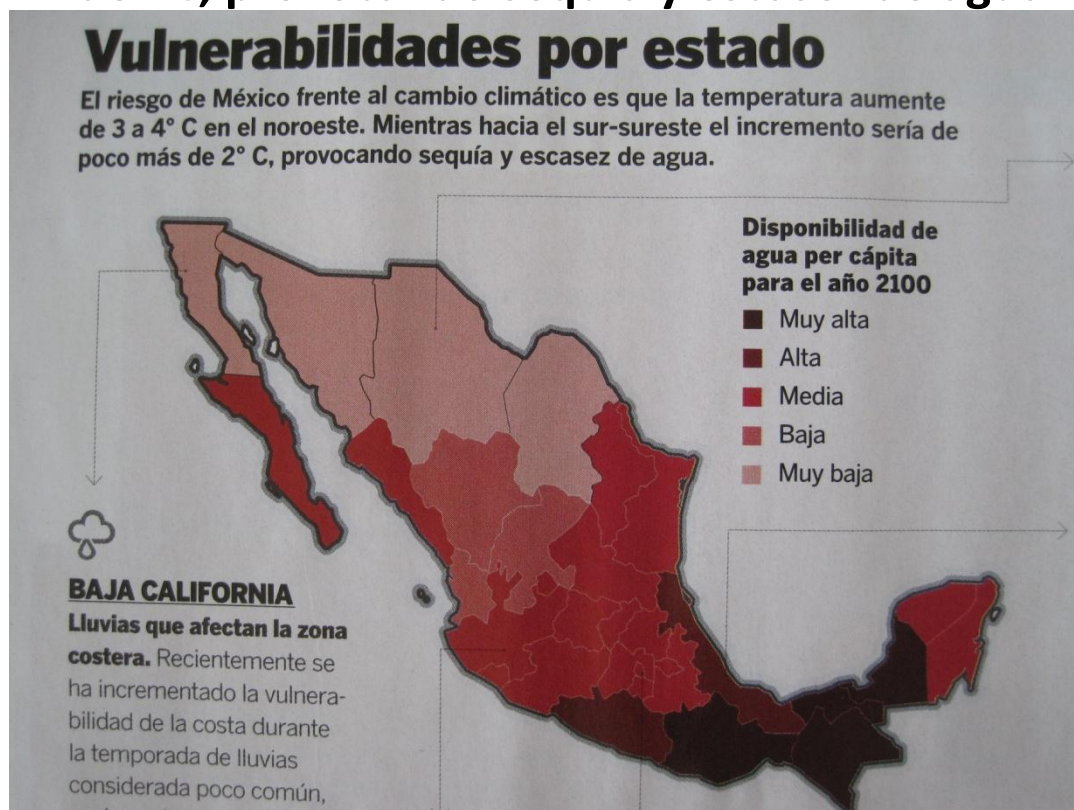 Vulnerabilidades por estado
El riesgo de México frente al cambio climático es que la temperatura aumente
de 3 a 4° C en el noroeste. Mientras hacia el sur-sureste el incremento sería de
poco más de 2° C, provocando sequía y escasez de agua.
Disponibilidad de
agua per cápita
para el año 2100
Muy alta
Alta
Media
Baja
Muy baja
BAJA CALIFORNIA
Lluvias que afectan la zona
costera. Recientemente se
ha incrementado la vulnera-
bilidad de la costa durante
la temporada de lluvias
considerada poco común,